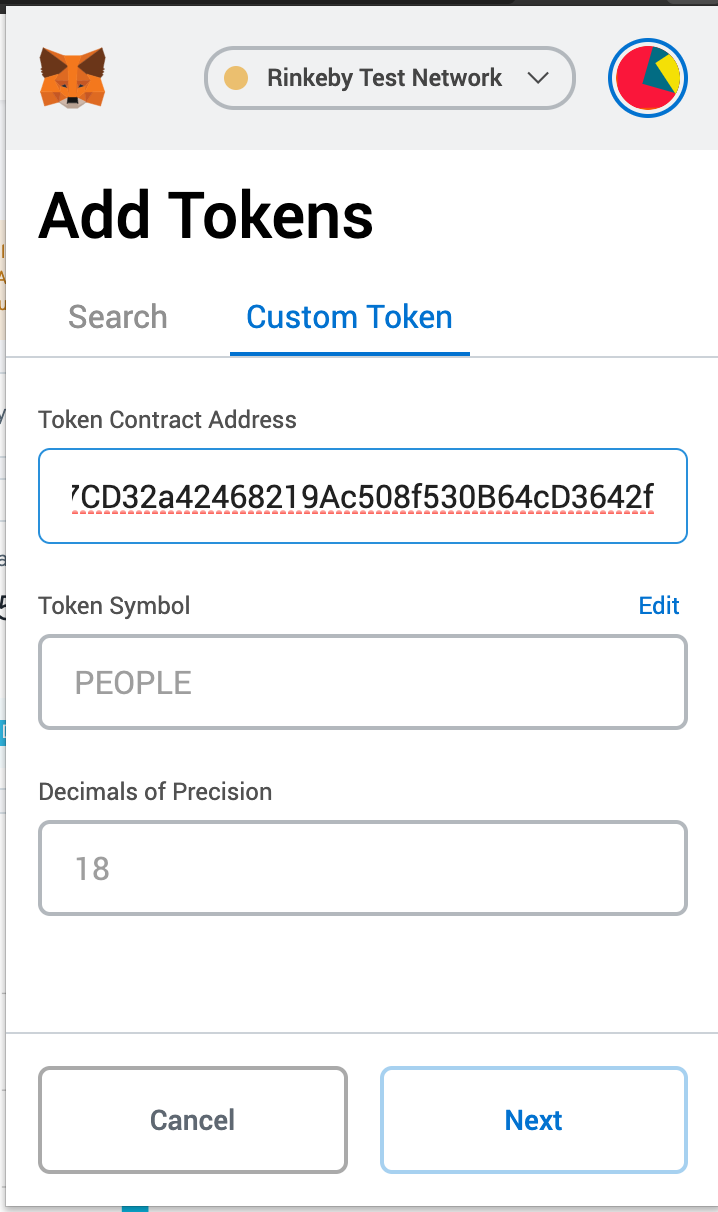 Rinkeby Test Network
Add Tokens
Search
Custom Token
Token Contract Address
7CD32a42468219Ac508f530B64cD3642f
Token Symbol
Edit
PEOPLE
Decimals of Precision
18
Cancel
Next